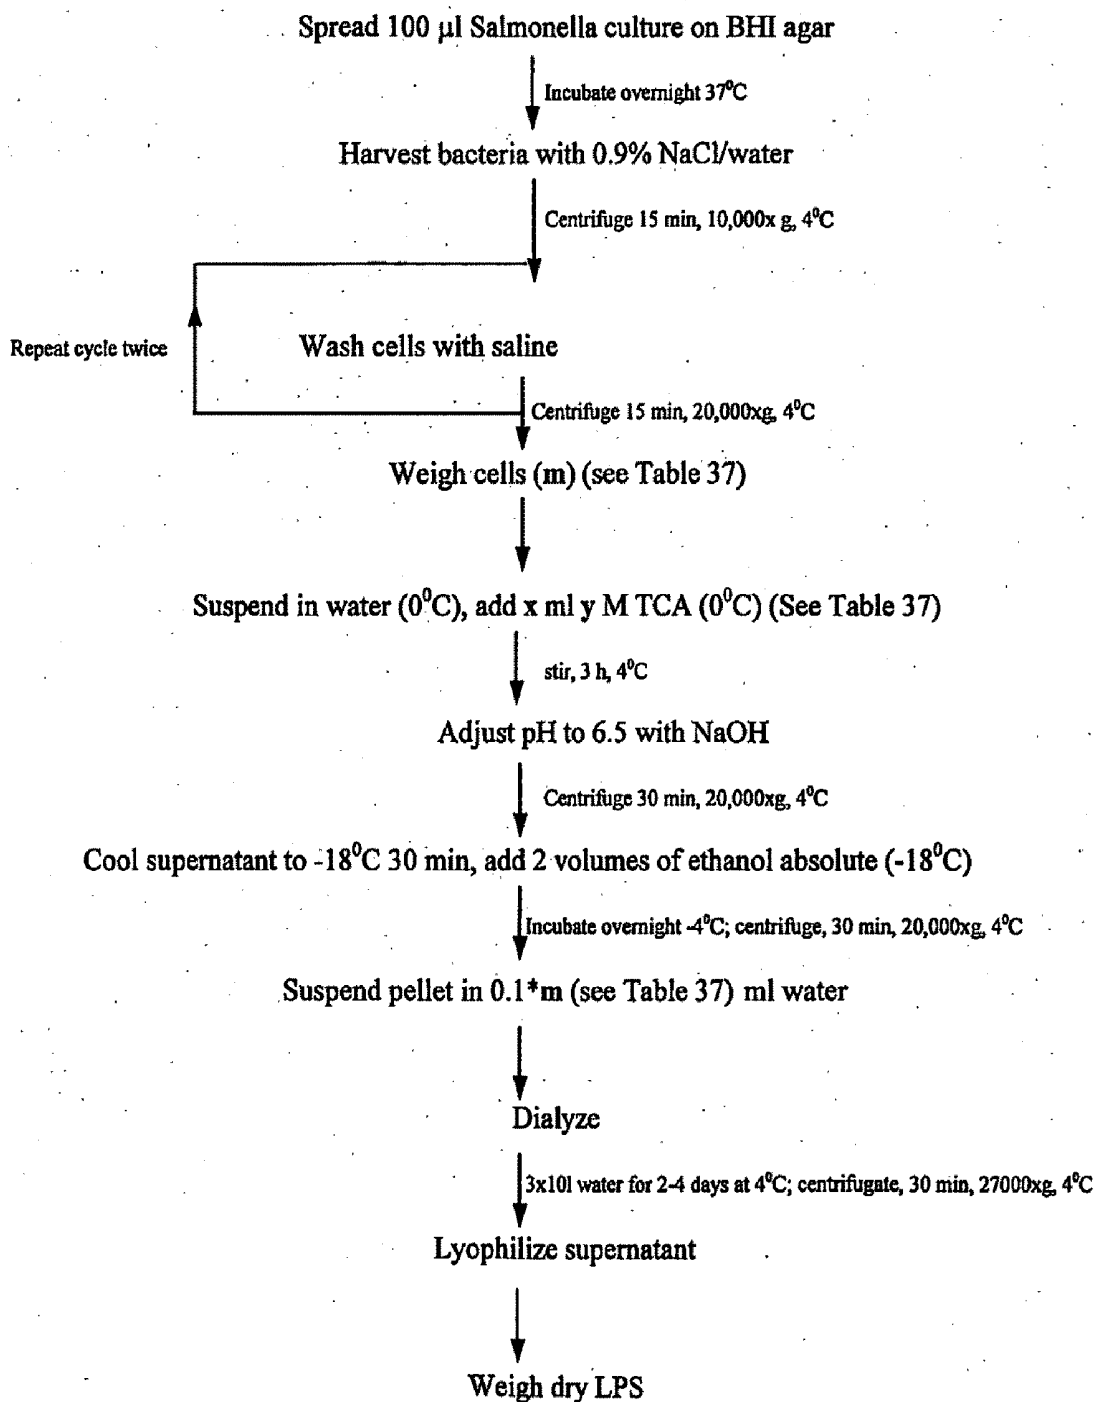 Spread 100 µl Salmonella culture on BHI agar
Incubate overnight 37⁰C
Harvest bacteria with 0.9% NaCl/water
Centrifuge 15 min, 10,000x g, 4⁰C
Repeat cycle twice
Wash cells with saline
Centrifuge 15 min, 20,000xg, 4⁰C
Weigh cells (m) (see Table 37)
Suspend in water (0⁰C), add x ml y M TCA (0⁰C) (See Table 37)
stir, 3 h, 4⁰C
Adjust pH to 6.5 with NaOH
Centrifuge 30 min, 20,000xg, 4⁰C
Cool supernatant to -18⁰C 30 min, add 2 volumes of ethanol absolute (-18⁰C)
Incubate overnight -4⁰C; centrifuge, 30 min, 20,000xg, 4⁰C
Suspend pellet in 0.1*m (see Table 37) ml water
Dialyze
3x10l water for 2-4 days at 4⁰C; centrifugate, 30 min, 27000xg, 4⁰C
Lyophilize supernatant
Weigh dry LPS